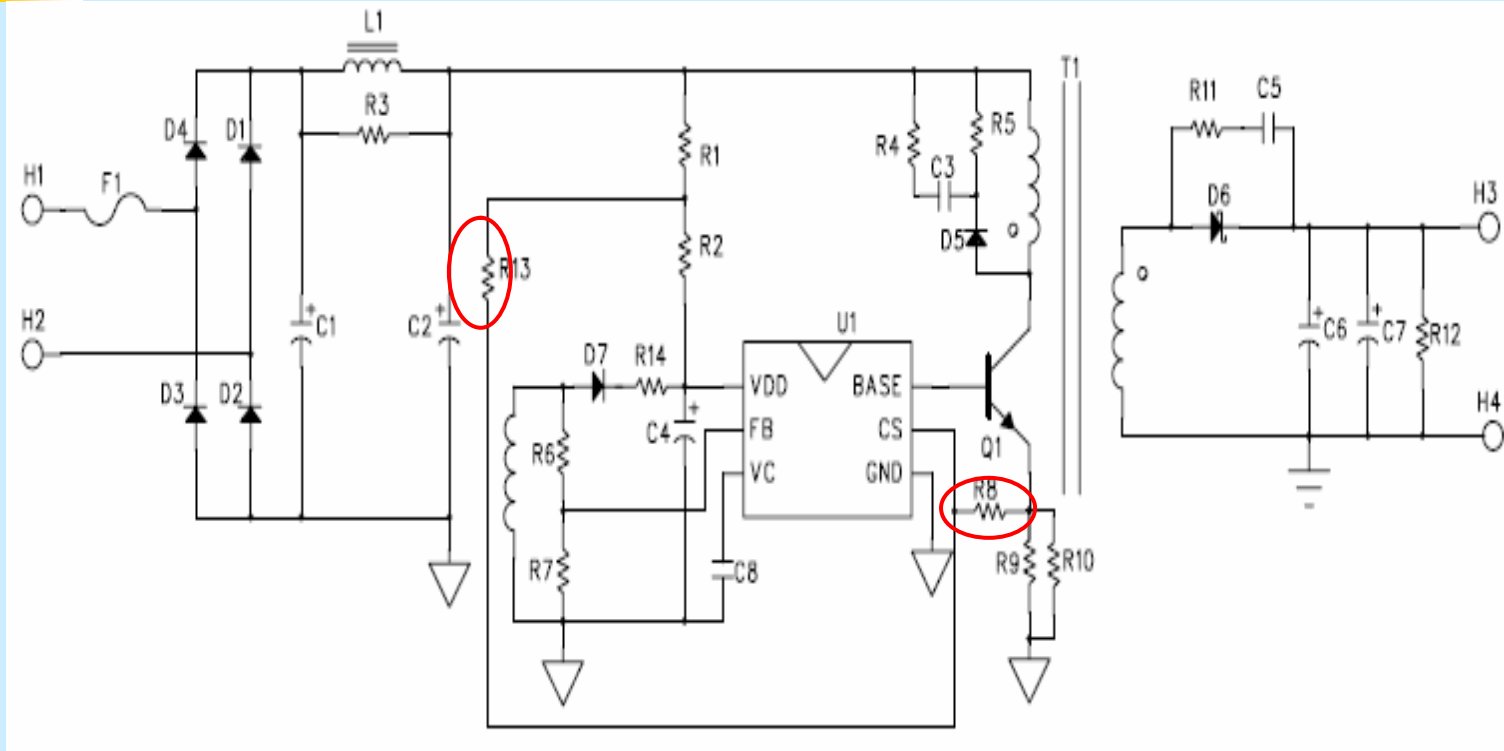 L1
T1
R3
R11
C5
D4
D1
R1
R4
R5
C3
H1
F1
D6
H3
R2
D5
R13
H2
C1
C2
U1
C6
C7
R12
D7
R14
VDD
BASE
D3
D2
H4
C4
FB
CS
R6
Q1
VC
GND
R8
R7
C8
R9
R10